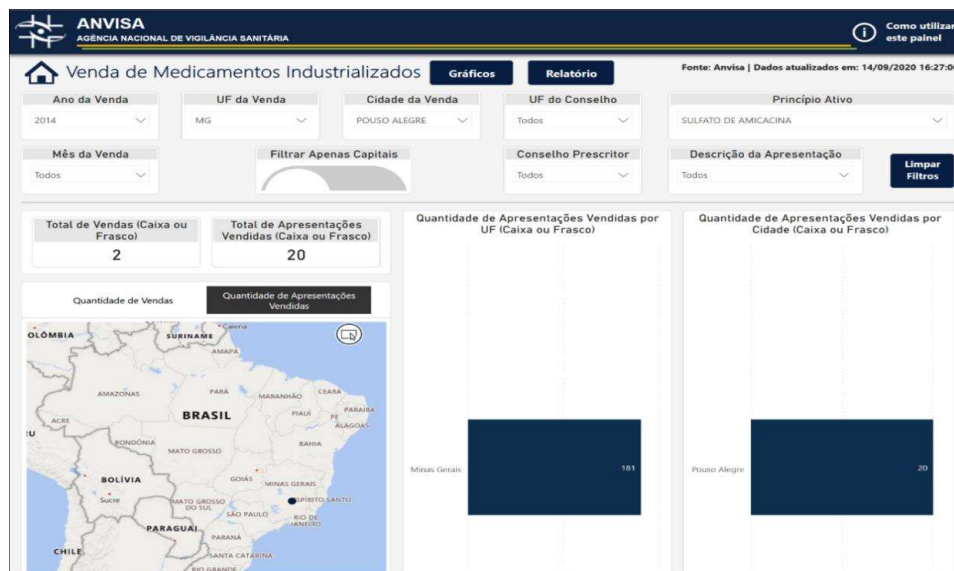 ANVISA
AGÊNCIA NACIONAL DE VIGILÂNCIA SANITÁRIA
Como utilizar
este painel
Venda de Medicamentos Industrializados
Gráficos
Relatório
Fonte: Anvisa | Dados atualizados em: 14/09/2020 16:27:0
Ano da Venda
UF da Venda
Cidade da Venda
UF do Conselho
Princípio Ativo
2014
MG
POUSO ALEGRE
Todos
SULFATO DE AMICACINA
Mês da Venda
Filtrar Apenas Capitais
Conselho Prescritor
Descrição da Apresentação
Todos
Todos
Todos
Limpar
Filtros
Total de Vendas (Caixa ou
Frasco)
2
Total de Apresentações
Vendidas (Caixa ou Frasco)
20
Quantidade de Vendas
Quantidade de Apresentações
Vendidas
OLÔMBIA
SURINAME
Caiena
AMAPÁ
AMAZONAS
PARÁ
MARANHÃO
CEARÁ
ACRE
BRASIL
PIAUÍ
PE
PARAÍBA
ALAGOAS
U
RONDÔNIA
MATO GROSSO
BAHIA
BOLÍVIA
Sucre
GOIÁS
MINAS GERAIS
MATO GROSSO
DO SUL
ESPÍRITO SANTO
SÃO PAULO
RIO DE
JANEIRO
PARAGUAI
PARANÁ
CHILE
SANTA CATARINA
RIO GRANDE
Quantidade de Apresentações Vendidas por
UF (Caixa ou Frasco)
Minas Gerais
181
Quantidade de Apresentações Vendidas por
Cidade (Caixa ou Frasco)
Pouso Alegre
20